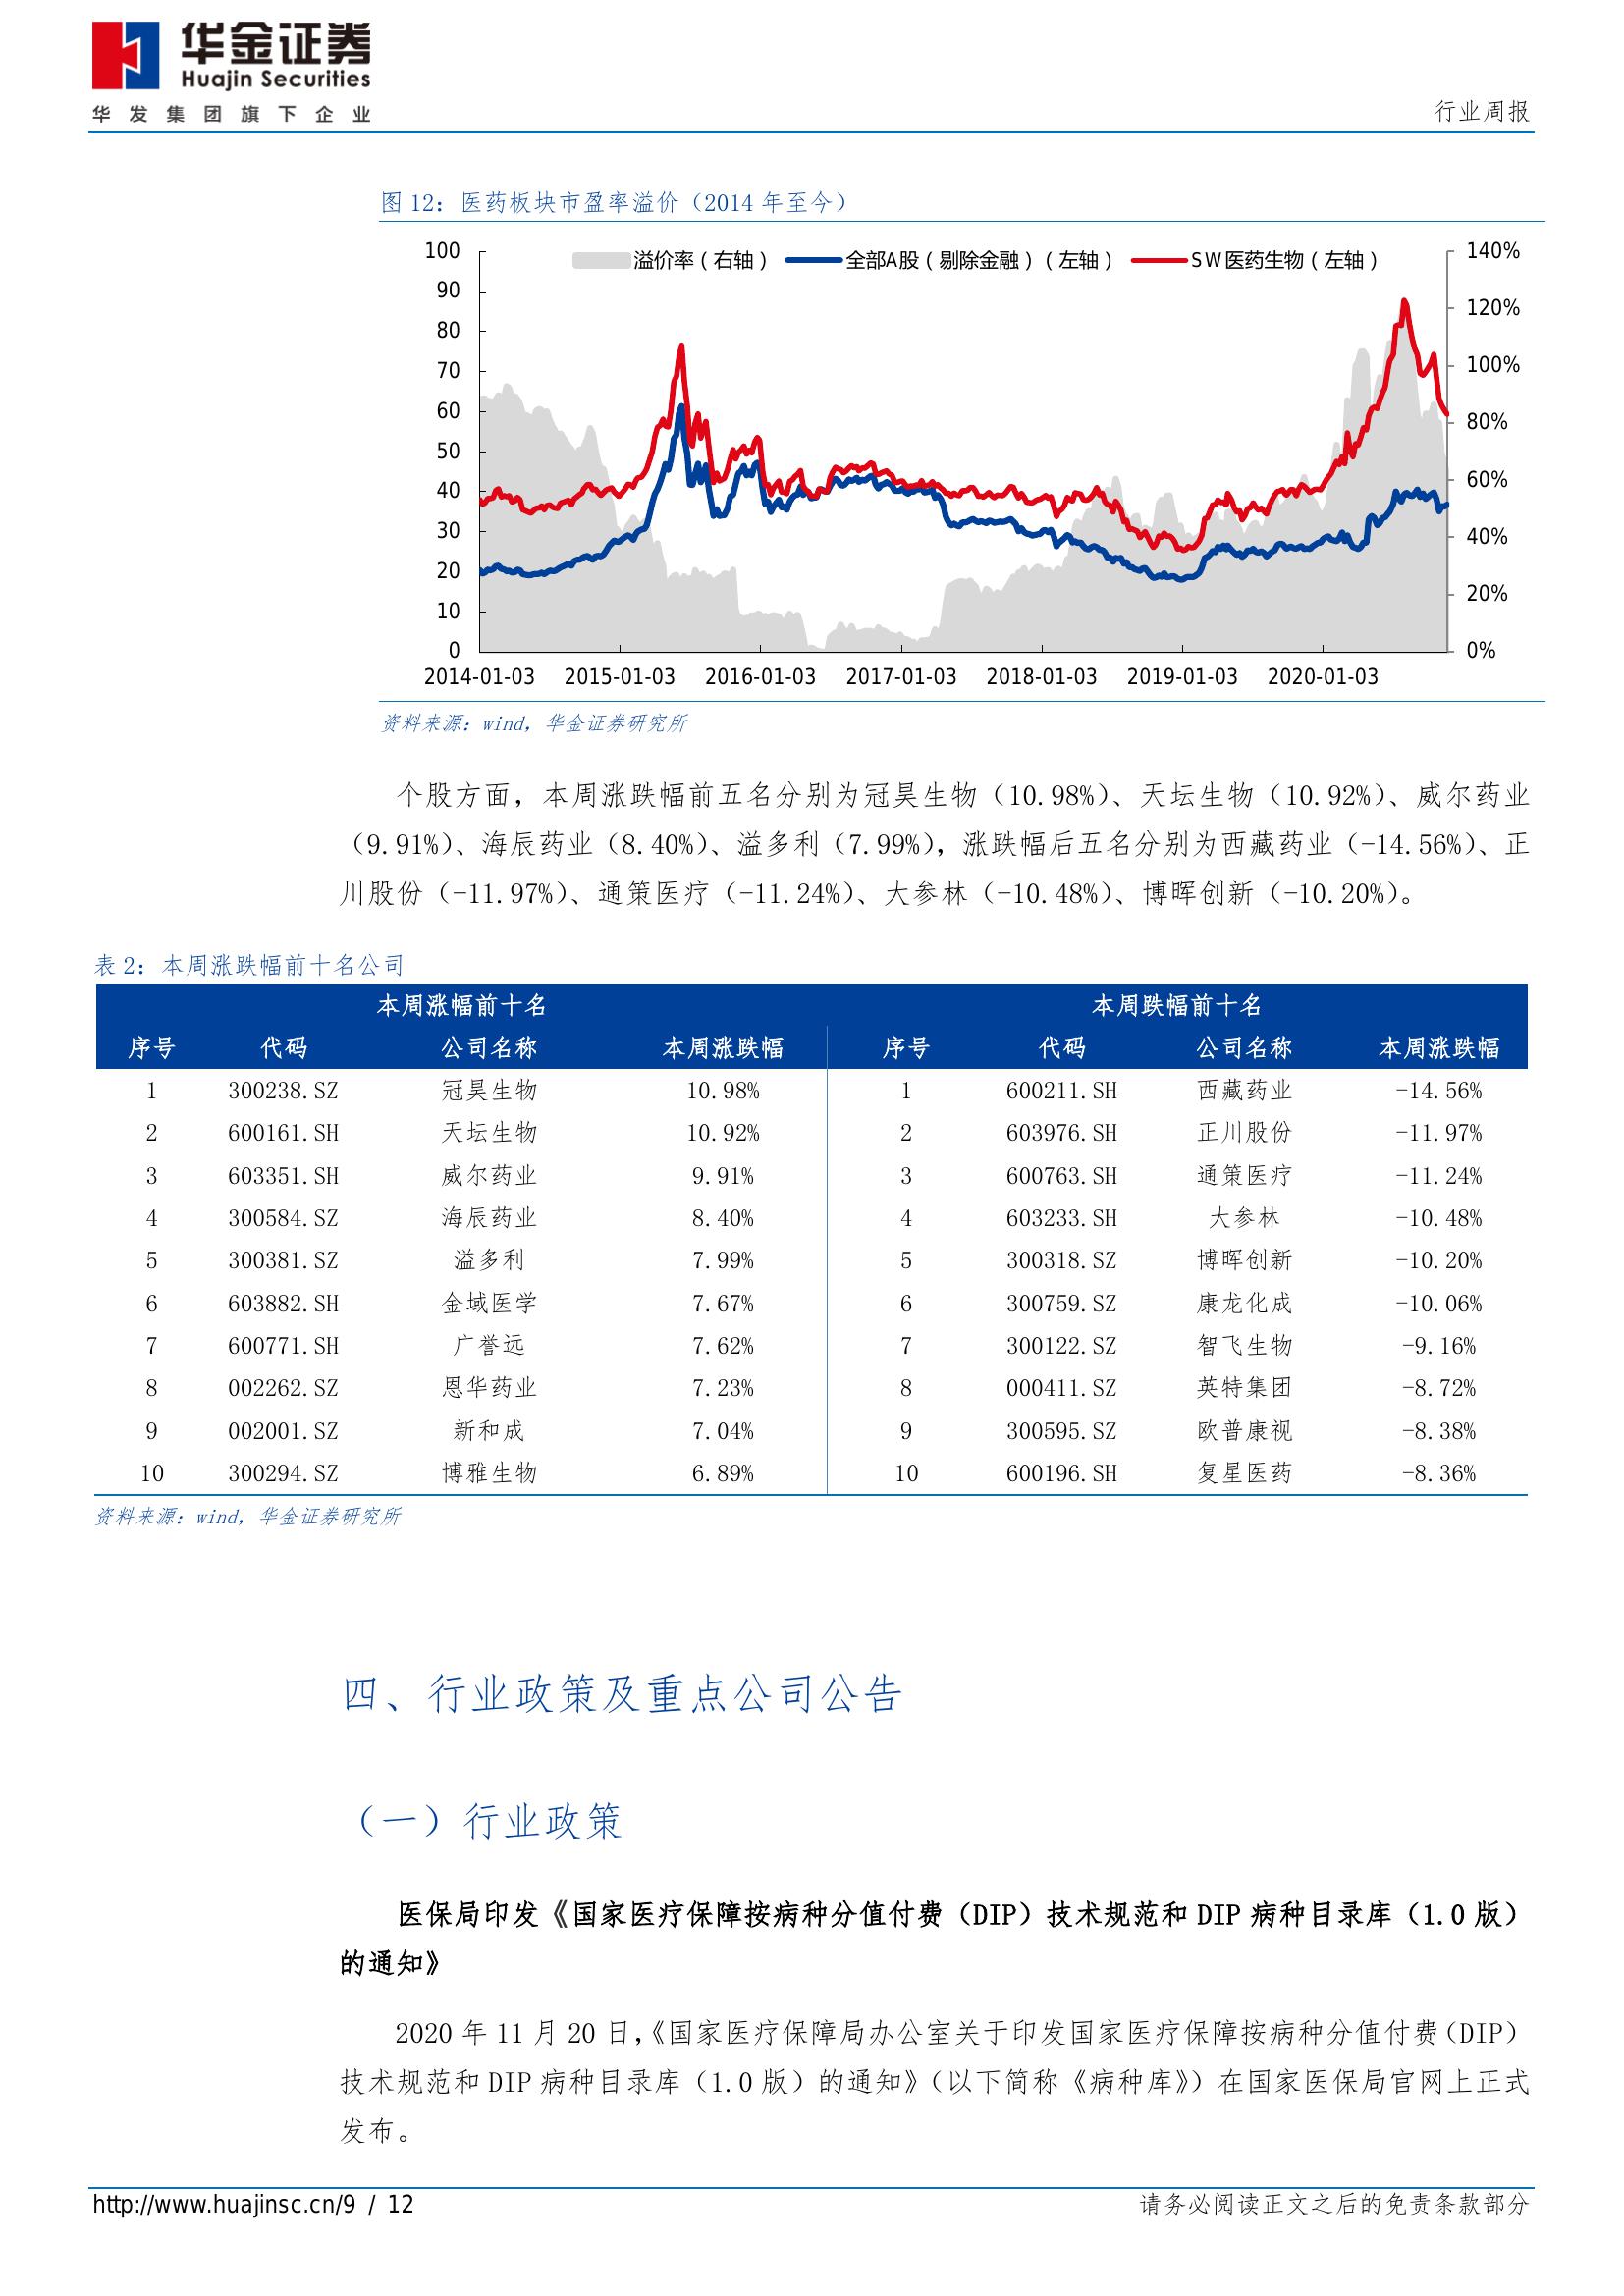 华金证券
Huajin Securities
华发集团旗下企业
行业周报
图 12：医药板块市盈率溢价（2014 年至今）
溢价率（右轴） 全部A股（剔除金融）（左轴） SW医药生物（左轴）
100 140%
90 120%
80 100%
70 80%
60 60%
50 40%
40 20%
30 0%
20
10
0
2014-01-03 2015-01-03 2016-01-03 2017-01-03 2018-01-03 2019-01-03 2020-01-03
资料来源：wind，华金证券研究所
个股方面，本周涨跌幅前五名分别为冠昊生物（10.98%）、天坛生物（10.92%）、威尔药业
（9.91%）、海辰药业（8.40%）、溢多利（7.99%），涨跌幅后五名分别为西藏药业（-14.56%）、正
川股份（-11.97%）、通策医疗（-11.24%）、大参林（-10.48%）、博晖创新（-10.20%）。
表 2：本周涨跌幅前十名公司
本周涨幅前十名 本周跌幅前十名
序号 代码 公司名称 本周涨跌幅 序号 代码 公司名称 本周涨跌幅
1 300238.SZ 冠昊生物 10.98% 1 600211.SH 西藏药业 -14.56%
2 600161.SH 天坛生物 10.92% 2 603976.SH 正川股份 -11.97%
3 603351.SH 威尔药业 9.91% 3 600763.SH 通策医疗 -11.24%
4 300584.SZ 海辰药业 8.40% 4 603233.SH 大参林 -10.48%
5 300381.SZ 溢多利 7.99% 5 300318.SZ 博晖创新 -10.20%
6 603882.SH 金域医学 7.67% 6 300759.SZ 康龙化成 -10.06%
7 600771.SH 广誉远 7.62% 7 300122.SZ 智飞生物 -9.16%
8 002262.SZ 恩华药业 7.23% 8 000411.SZ 英特集团 -8.72%
9 002001.SZ 新和成 7.04% 9 300595.SZ 欧普康视 -8.38%
10 300294.SZ 博雅生物 6.89% 10 600196.SH 复星医药 -8.36%
资料来源：wind，华金证券研究所
四、行业政策及重点公司公告
（一）行业政策
医保局印发《国家医疗保障按病种分值付费（DIP）技术规范和 DIP 病种目录库（1.0 版）
的通知》
2020 年 11 月 20 日，《国家医疗保障局办公室关于印发国家医疗保障按病种分值付费（DIP）
技术规范和 DIP 病种目录库（1.0 版）的通知》（以下简称《病种库》）在国家医保局官网上正式
发布。
http://www.huajinsc.cn/9 / 12
请务必阅读正文之后的免责条款部分